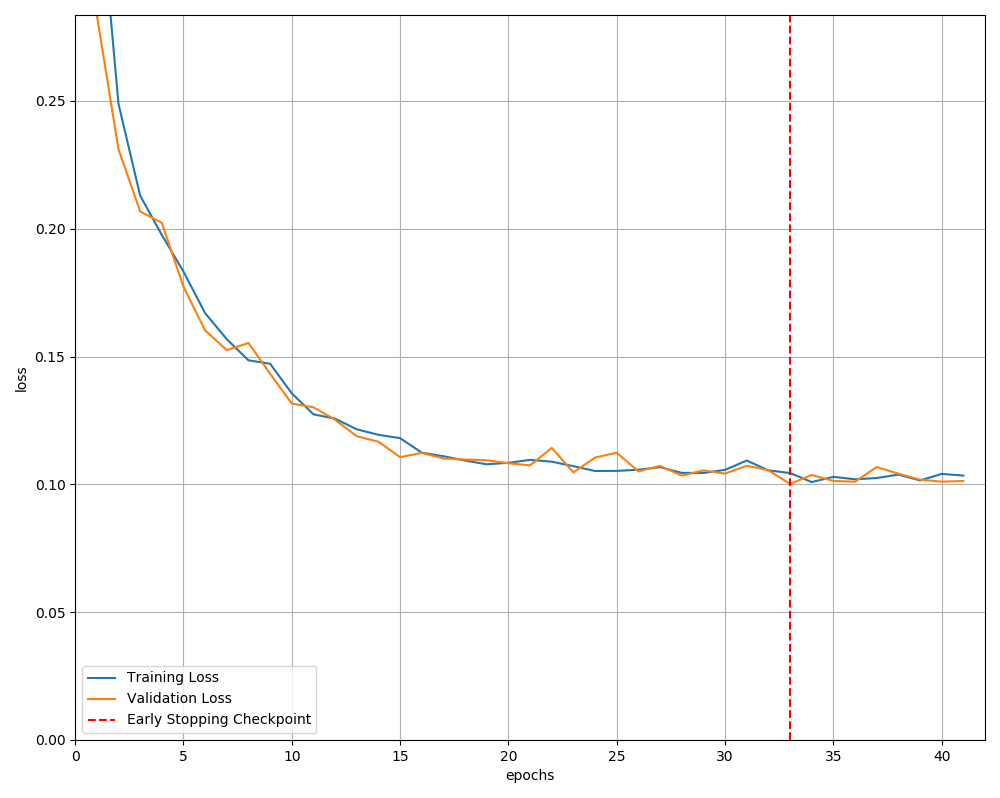 0.25
0.20
0.15
0.10
0.05
0.00
loss
Training Loss
Validation Loss
Early Stopping Checkpoint
0 5 10 15 20 25 30 35 40
epochs